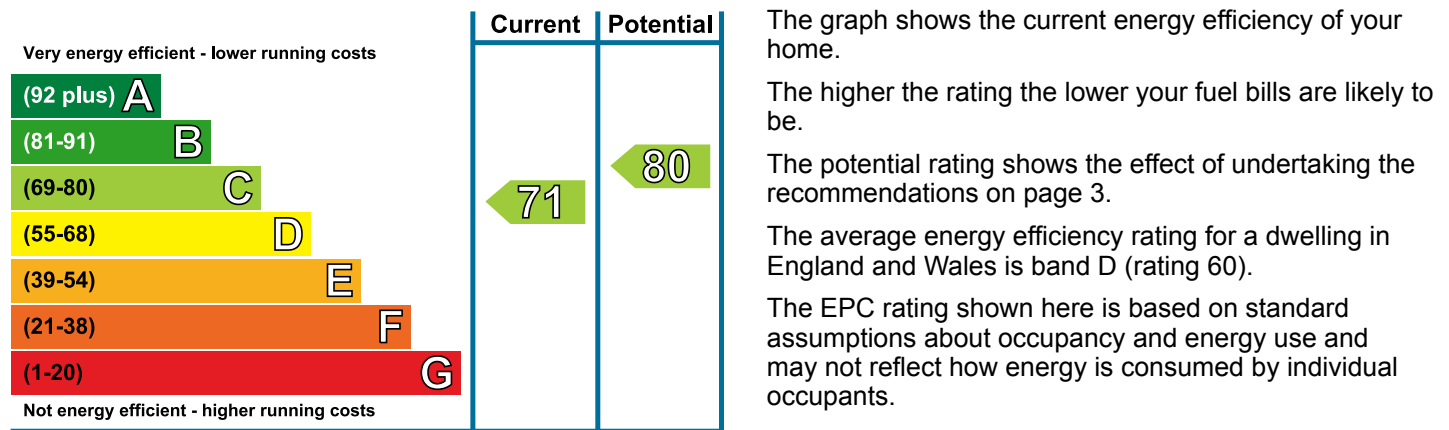 Current Potential
Very energy efficient - lower running costs
(92 plus) A
(81-91) B
(69-80) C
(55-68) D
(39-54) E
(21-38) F
(1-20) G
Not energy efficient - higher running costs
71
80
The graph shows the current energy efficiency of your
home.
The higher the rating the lower your fuel bills are likely to
be.
The potential rating shows the effect of undertaking the
recommendations on page 3.
The average energy efficiency rating for a dwelling in
England and Wales is band D (rating 60).
The EPC rating shown here is based on standard
assumptions about occupancy and energy use and
may not reflect how energy is consumed by individual
occupants.